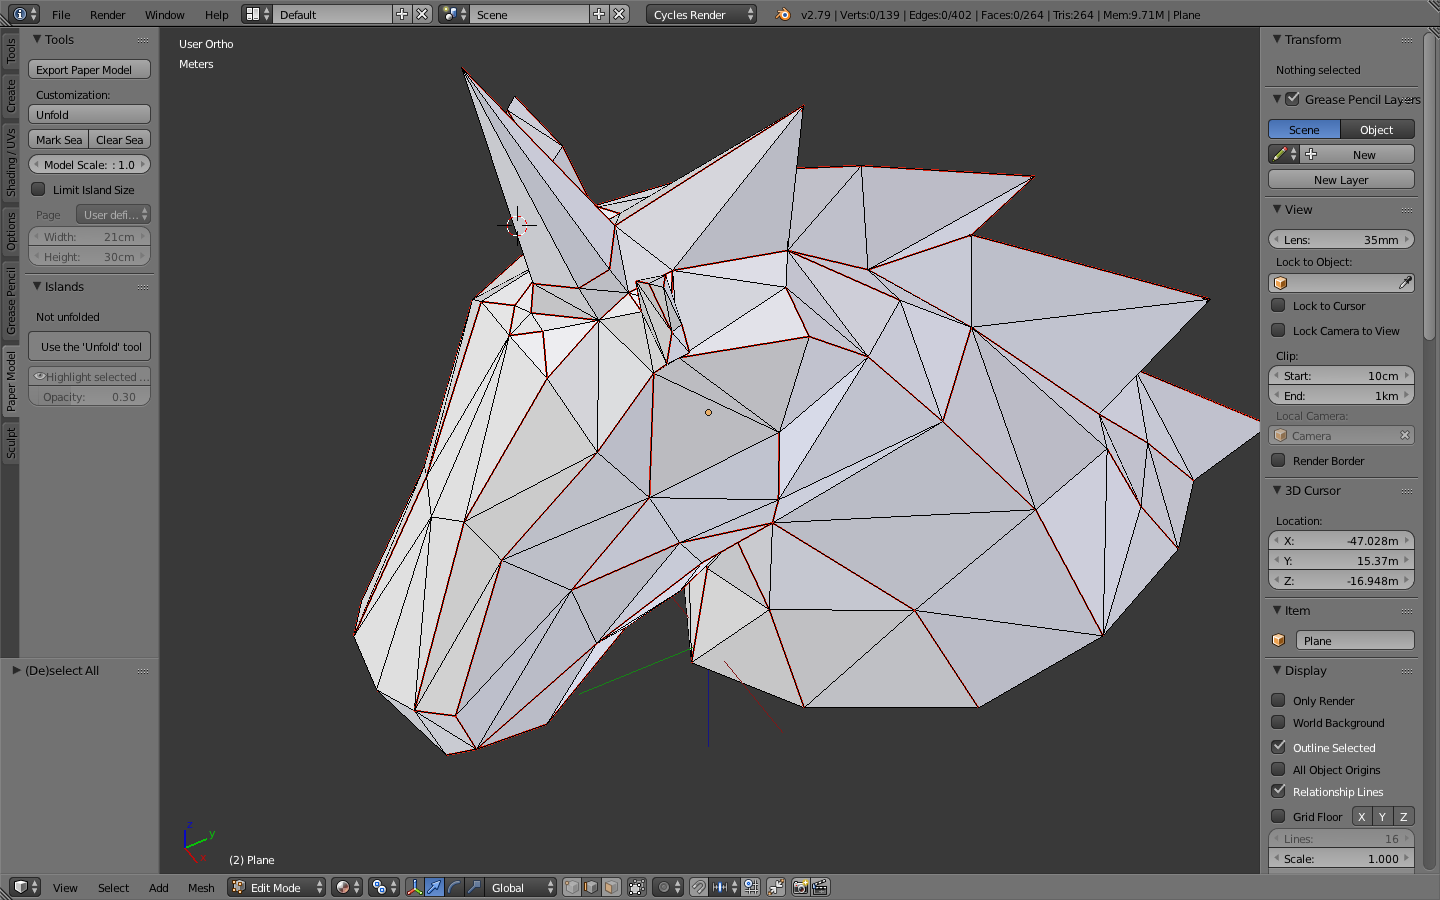 File Render Window Help Default Scene Cycles Render v2.79 | Verts:0/139 | Edges:0/402 | Faces:0/264 | Tris:264 | Mem:9.71M | Plane
Tools
Create
Shading / UVs
Options
Grease Pencil
Paper Model
Sculpt
Tools
Export Paper Model
Customization:
Unfold
Mark Sea Clear Sea
Model Scale: : 1.0
Limit Island Size
Page User defi...
Width: 21cm
Height: 30cm
Islands
Not unfolded
Use the 'Unfold' tool
Highlight selected ...
Opacity: 0.30
(De)select All
User Ortho
Meters
z
y
x
(2) Plane
Transform
Nothing selected
Grease Pencil Layers
Scene Object
New
New Layer
View
Lens: 35mm
Lock to Object:
Lock to Cursor
Lock Camera to View
Clip:
Start: 10cm
End: 1km
Local Camera:
Camera
Render Border
3D Cursor
Location:
X: -47.028m
Y: 15.37m
Z: -16.948m
Item
Plane
Display
Only Render
World Background
Outline Selected
All Object Origins
Relationship Lines
Grid Floor X Y Z
Lines: 16
Scale: 1.000
View Select Add Mesh Edit Mode Global